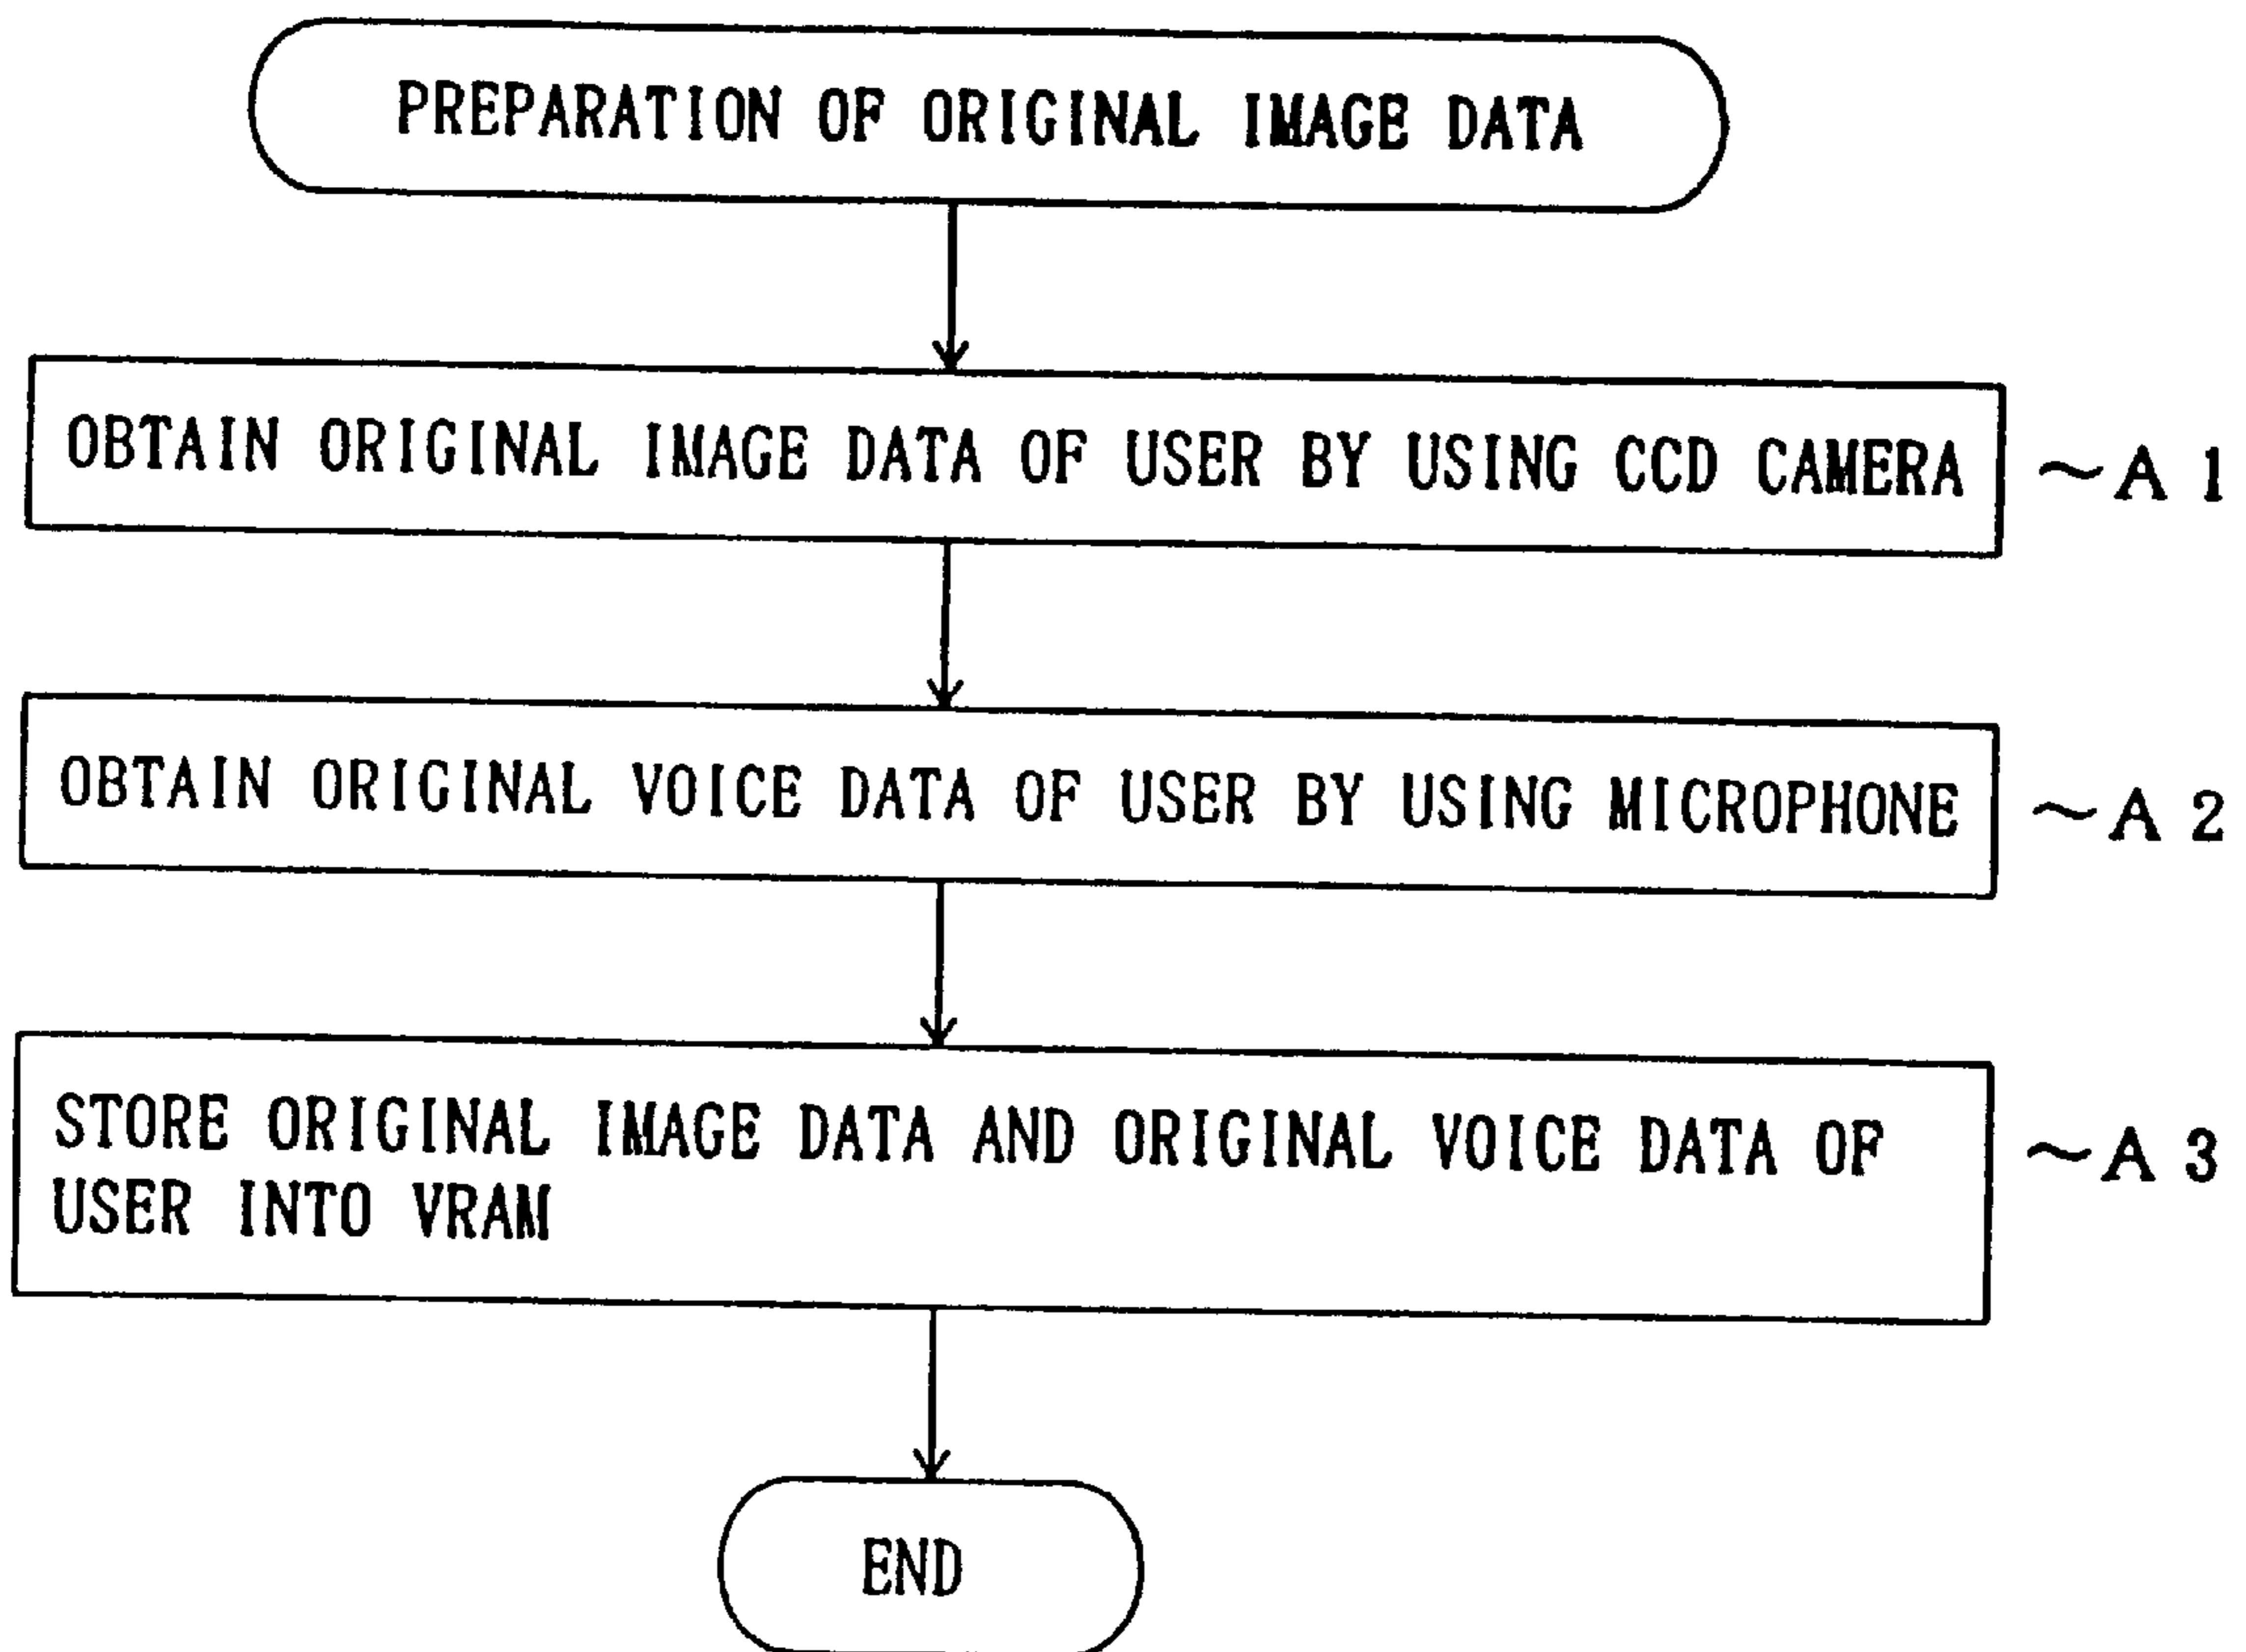 PREPARATION OF ORIGINAL IMAGE DATA
OBTAIN ORIGINAL IMAGE DATA OF USER BY USING CCD CAMERA
~A 1
OBTAIN ORIGINAL VOICE DATA OF USER BY USING MICROPHONE
~A 2
STORE ORIGINAL IMAGE DATA AND ORIGINAL VOICE DATA OF
USER INTO VRAM
~A 3
END